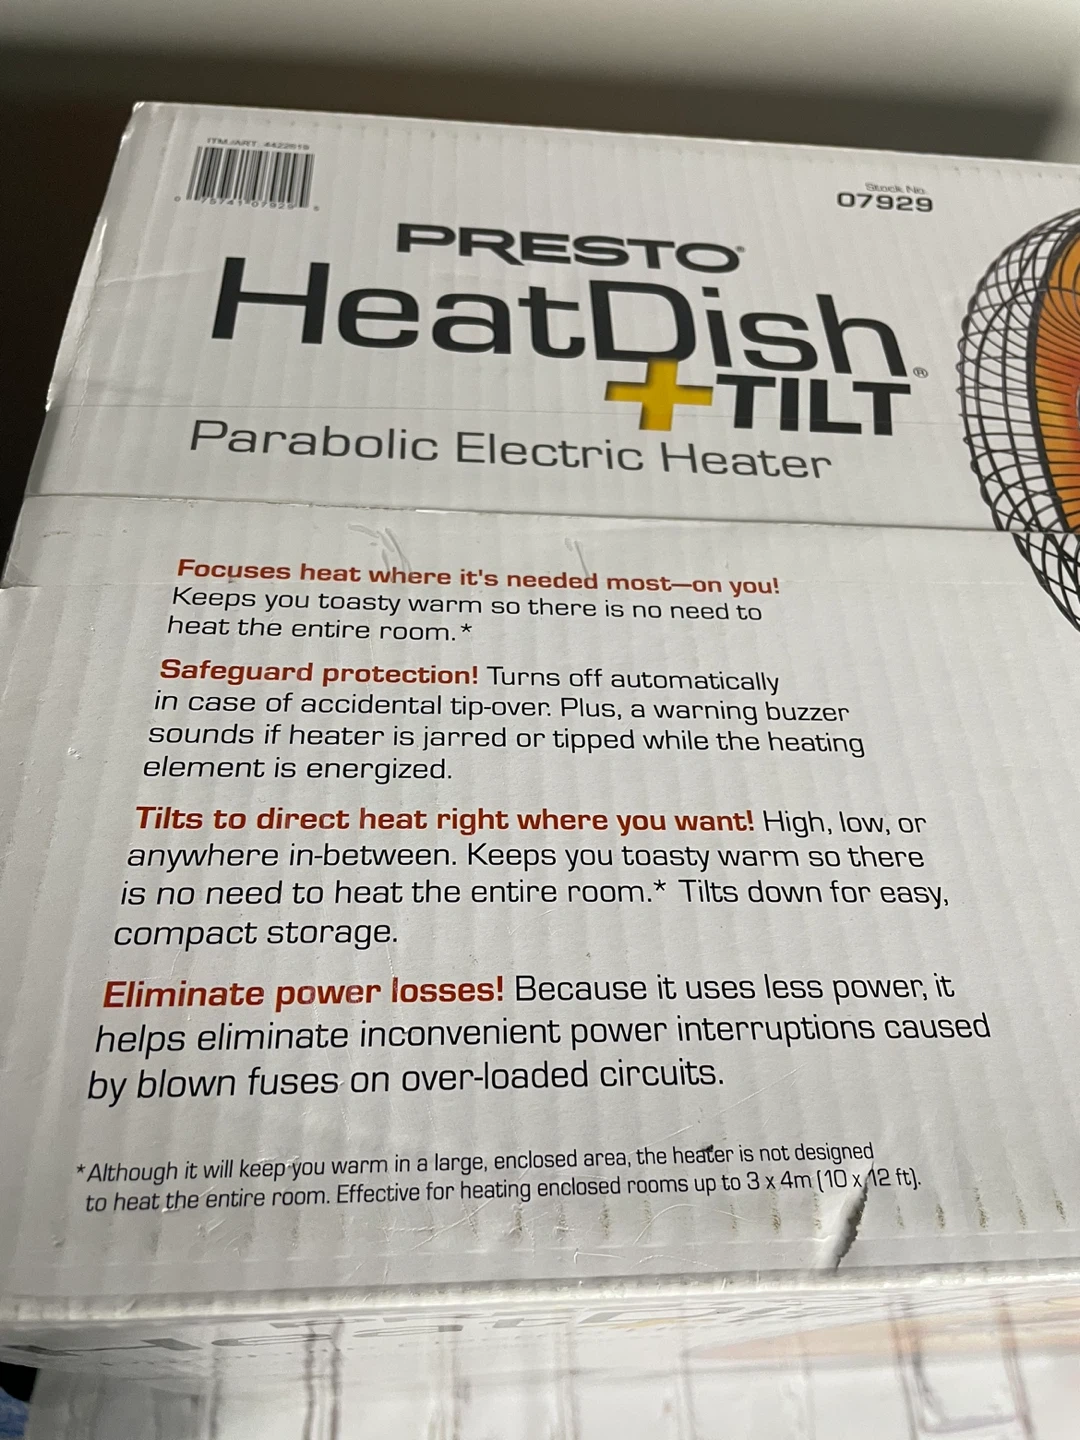 ITM./ART. 4422619
0 75741 07929
Stock No.
07929
PRESTO®
HeatDish®
+TILT
Parabolic Electric Heater
Focuses heat where it's needed most—on you!
Keeps you toasty warm so there is no need to
heat the entire room.*
Safeguard protection! Turns off automatically
in case of accidental tip-over. Plus, a warning buzzer
sounds if heater is jarred or tipped while the heating
element is energized.
Tilts to direct heat right where you want! High, low, or
anywhere in-between. Keeps you toasty warm so there
is no need to heat the entire room.* Tilts down for easy,
compact storage.
Eliminate power losses! Because it uses less power, it
helps eliminate inconvenient power interruptions caused
by blown fuses on over-loaded circuits.
*Although it will keep you warm in a large, enclosed area, the heater is not designed
to heat the entire room. Effective for heating enclosed rooms up to 3 x 4m (10 x 12 ft).